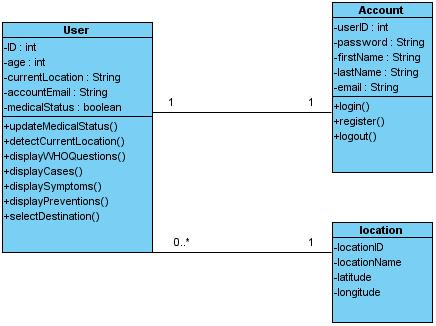 User
-ID : int
-age : int
-currentLocation : String
-accountEmail : String
-medicalStatus : boolean
+updateMedicalStatus()
+detectCurrentLocation()
+displayWHOQuestions()
+displayCases()
+displaySymptoms()
+displayPreventions()
+selectDestination()
1
1
Account
-userID : int
-password : String
-firstName : String
-lastName : String
-email : String
+login()
+register()
+logout()
0..*
1
location
-locationID
-locationName
-latitude
-longitude